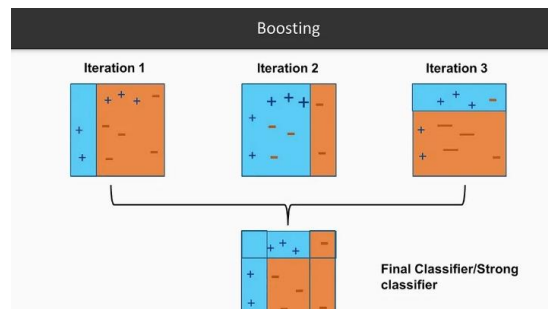 Boosting
Iteration 1
Iteration 2
Iteration 3
Final Classifier/Strong
classifier